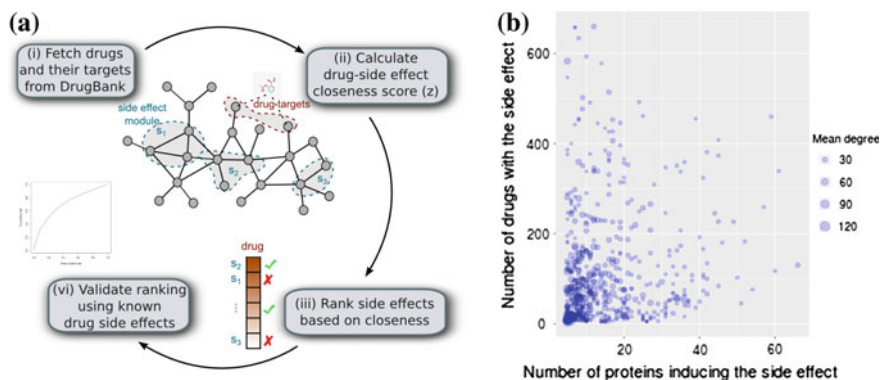 (a)
(i) Fetch drugs
and their targets
from DrugBank
(ii) Calculate
drug-side effect
closeness score (z)
side effect
module
drug-targets
s1
s2
s3
drug
s2
s1
⋮
s3
(iii) Rank side effects
based on closeness
(vi) Validate ranking
using known
drug side effects
(b)
Number of drugs with the side effect
600
400
200
0
20
40
60
Number of proteins inducing the side effect
Mean degree
30
60
90
120